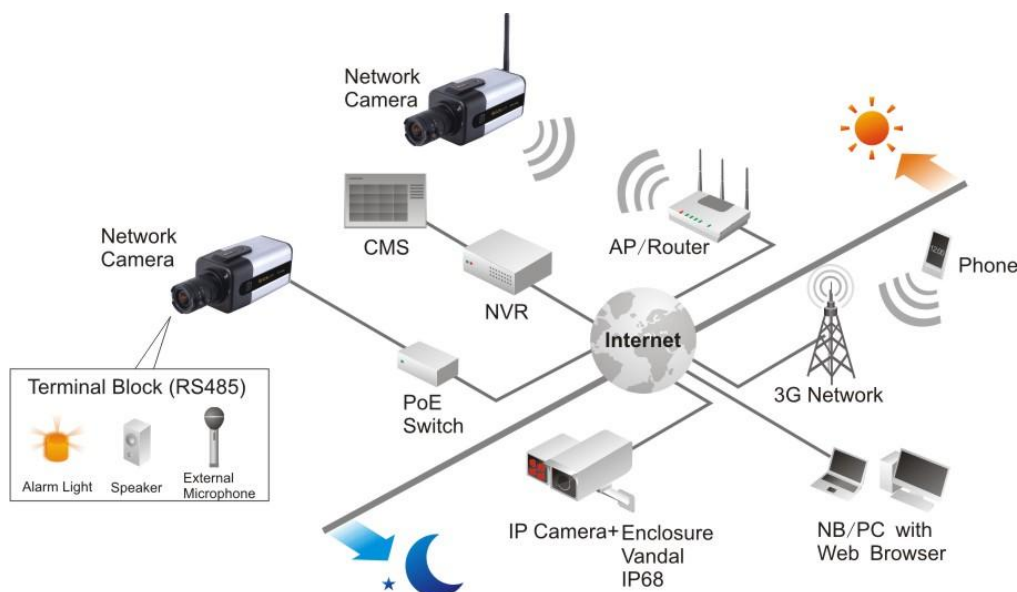 Network
Camera
CMS
NVR
AP/Router
Phone
Network
Camera
Internet
3G Network
PoE
Switch
Terminal Block (RS485)
Alarm Light
Speaker
External
Microphone
IP Camera+Enclosure
Vandal
IP68
NB/PC with
Web Browser